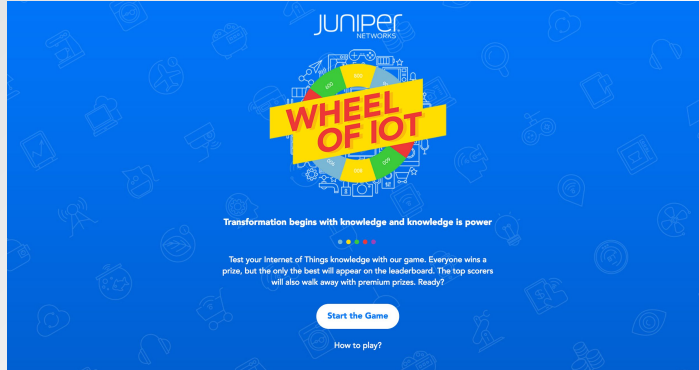 JUNIPER
NETWORKS
WHEEL
OF IOT
Transformation begins with knowledge and knowledge is power
Test your Internet of Things knowledge with our game. Everyone wins a
prize, but the only the best will appear on the leaderboard. The top scorers
will also walk away with premium prizes. Ready?
Start the Game
How to play?